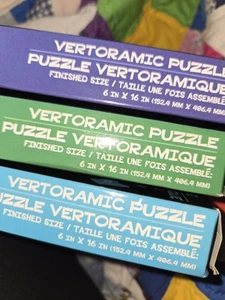 VERTORAMIC PUZZLE
PUZZLE VERTORAMIQUE
FINISHED SIZE / TAILLE UNE FOIS ASSEMBLÉ
6 IN X 16 IN (152.4 MM X 406.4 MM
VERTORAMIC PUZZLE
PUZZLE VERTORAMIQUE
FINISHED SIZE / TAILLE UNE FOIS ASSEMBLÉ:
6 IN X 16 IN (152.4 MM X 406.4 MM)
VERTORAMIC PUZZLE
PUZZLE VERTORAMIQUE
FINISHED SIZE / TAILLE UNE FOIS ASSEMBLÉ:
6 IN X 16 IN (152.4 MM X 406.4 MM)